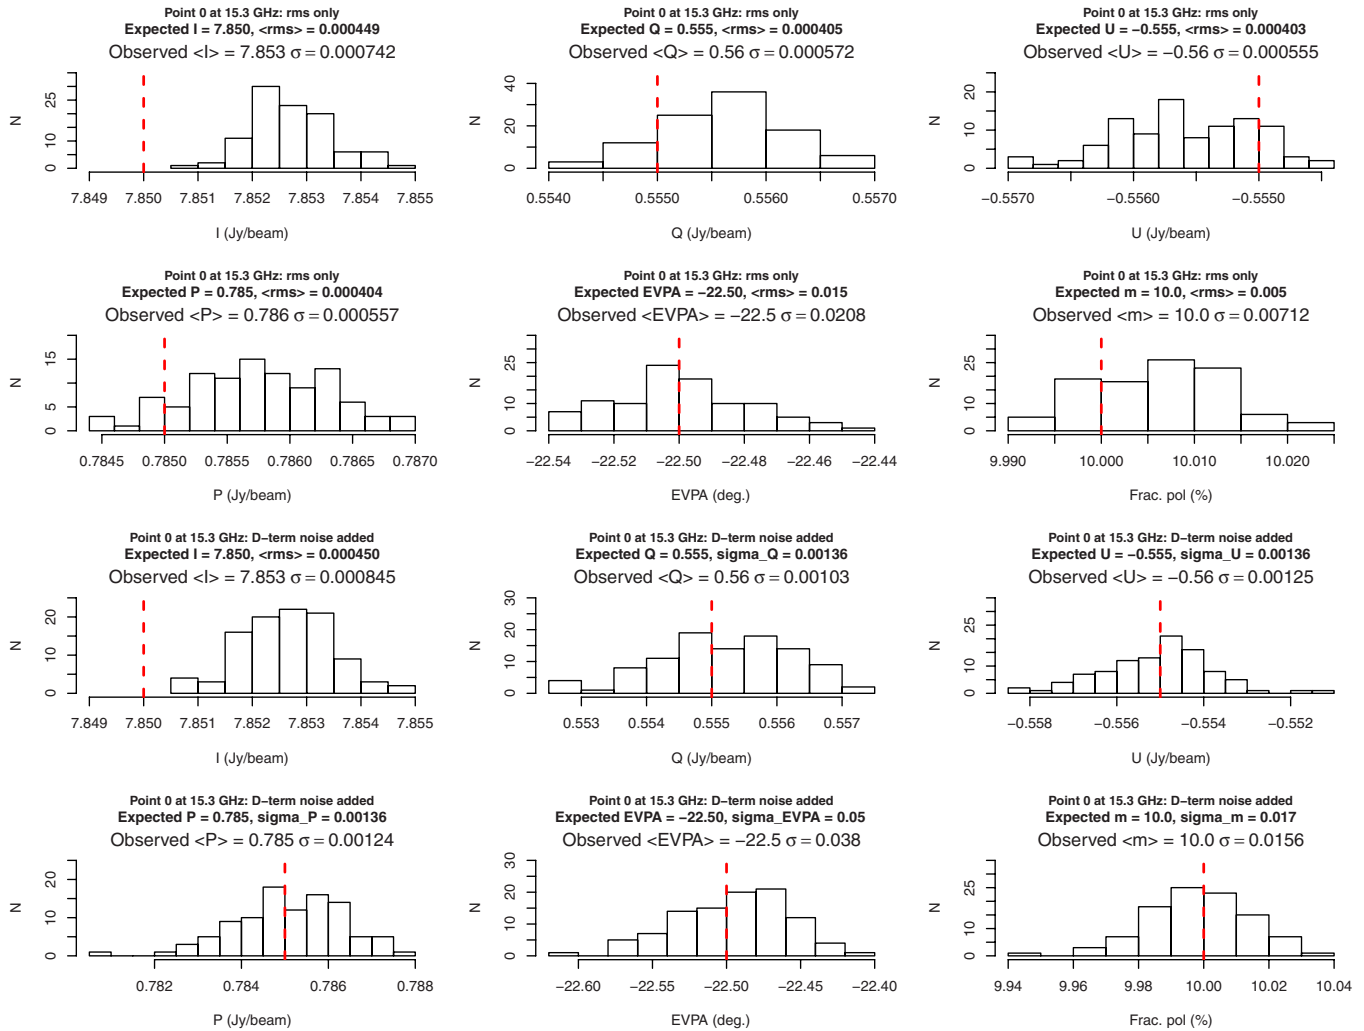 Point 0 at 15.3 GHz: rms only
Expected I = 7.850, <rms> = 0.000449
Observed <I> = 7.853 σ = 0.000742
N
0 10 25
7.849 7.850 7.851 7.852 7.853 7.854 7.855
I (Jy/beam)
Point 0 at 15.3 GHz: rms only
Expected Q = 0.555, <rms> = 0.000405
Observed <Q> = 0.56 σ = 0.000572
N
0 20 40
0.5540 0.5550 0.5560 0.5570
Q (Jy/beam)
Point 0 at 15.3 GHz: rms only
Expected U = −0.555, <rms> = 0.000403
Observed <U> = −0.56 σ = 0.000555
N
0 10 20
−0.5570 −0.5560 −0.5550
U (Jy/beam)
Point 0 at 15.3 GHz: rms only
Expected P = 0.785, <rms> = 0.000404
Observed <P> = 0.786 σ = 0.000557
N
0 5 15
0.7845 0.7850 0.7855 0.7860 0.7865 0.7870
P (Jy/beam)
Point 0 at 15.3 GHz: rms only
Expected EVPA = −22.50, <rms> = 0.015
Observed <EVPA> = −22.5 σ = 0.0208
N
0 10 25
−22.54 −22.52 −22.50 −22.48 −22.46 −22.44
EVPA (deg.)
Point 0 at 15.3 GHz: rms only
Expected m = 10.0, <rms> = 0.005
Observed <m> = 10.0 σ = 0.00712
N
0 10 25
9.990 10.000 10.010 10.020
Frac. pol (%)
Point 0 at 15.3 GHz: D−term noise added
Expected I = 7.850, <rms> = 0.000450
Observed <I> = 7.853 σ = 0.000845
N
0 10 20
7.849 7.850 7.851 7.852 7.853 7.854 7.855
I (Jy/beam)
Point 0 at 15.3 GHz: D−term noise added
Expected Q = 0.555, sigma_Q = 0.00136
Observed <Q> = 0.56 σ = 0.00103
N
0 10 20 30
0.553 0.554 0.555 0.556 0.557
Q (Jy/beam)
Point 0 at 15.3 GHz: D−term noise added
Expected U = −0.555, sigma_U = 0.00136
Observed <U> = −0.56 σ = 0.00125
N
0 10 25
−0.558 −0.556 −0.554 −0.552
U (Jy/beam)
Point 0 at 15.3 GHz: D−term noise added
Expected P = 0.785, sigma_P = 0.00136
Observed <P> = 0.785 σ = 0.00124
N
0 10 20
0.782 0.784 0.786 0.788
P (Jy/beam)
Point 0 at 15.3 GHz: D−term noise added
Expected EVPA = −22.50, sigma_EVPA = 0.05
Observed <EVPA> = −22.5 σ = 0.038
N
0 10 20 30
−22.60 −22.55 −22.50 −22.45 −22.40
EVPA (deg.)
Point 0 at 15.3 GHz: D−term noise added
Expected m = 10.0, sigma_m = 0.017
Observed <m> = 10.0 σ = 0.0156
N
0 10 25
9.94 9.96 9.98 10.00 10.02 10.04
Frac. pol (%)